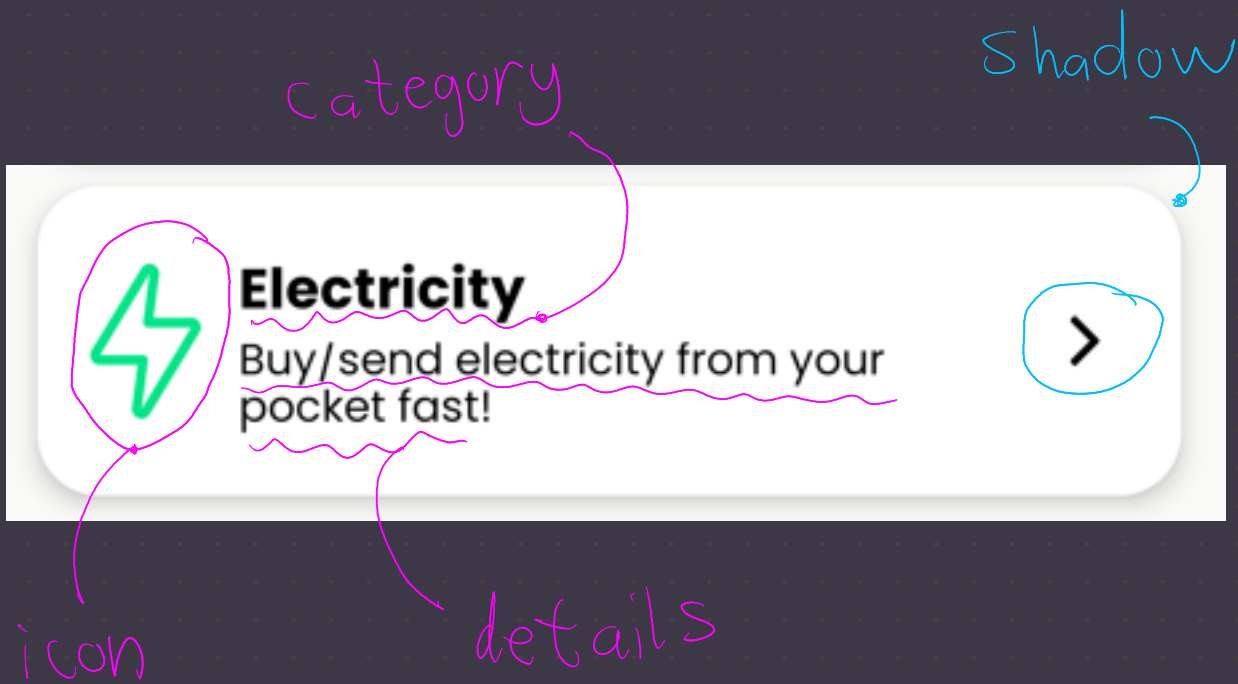 shadow
category
Electricity
Buy/send electricity from your
pocket fast!
icon
details